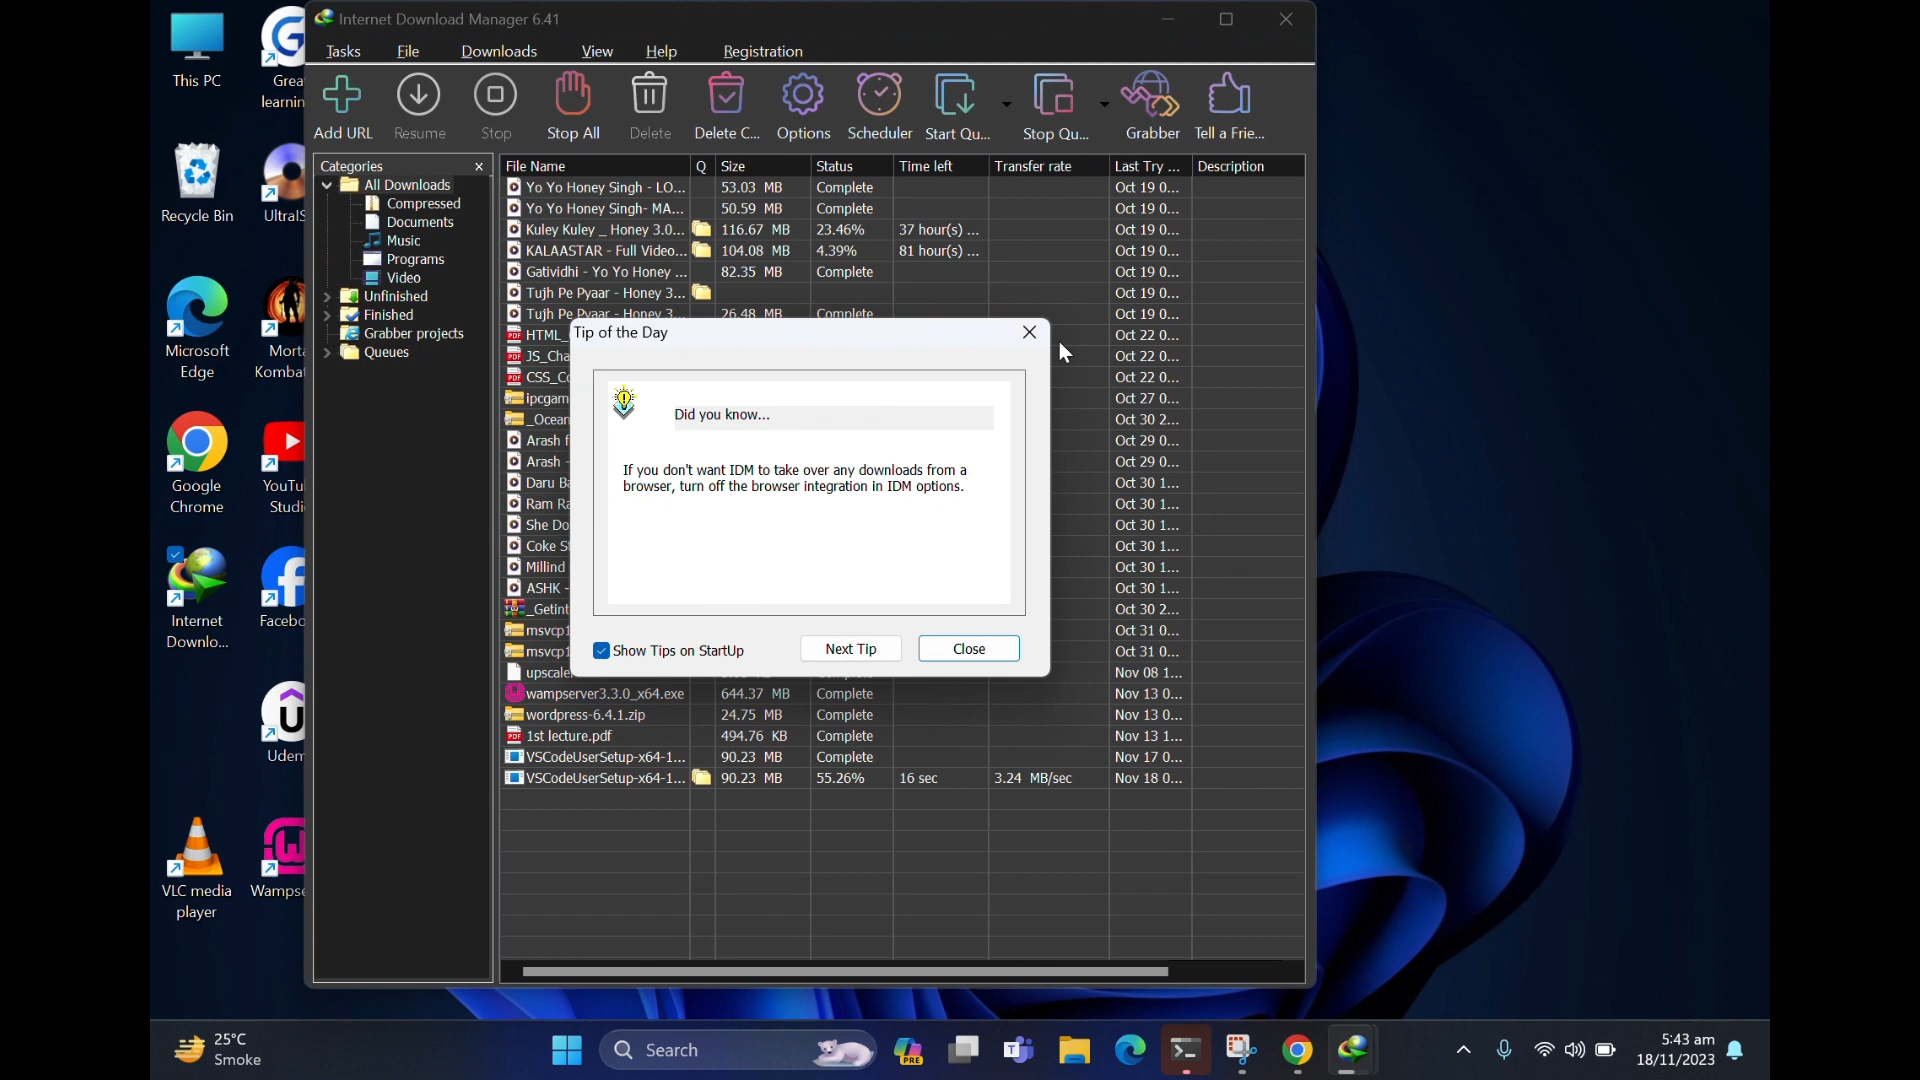 This PC
Grea
learnin
Recycle Bin
UltraIS
Microsoft
Edge
Morta
Kombat
Google
Chrome
YouTu
Studi
Internet
Downlo...
Facebo
Udem
VLC media
player
Wampse
Internet Download Manager 6.41
Tasks File Downloads View Help Registration
Add URL Resume Stop Stop All Delete Delete C... Options Scheduler Start Qu... Stop Qu... Grabber Tell a Frie...
Categories
All Downloads
Compressed
Documents
Music
Programs
Video
Unfinished
Finished
Grabber projects
Queues
File Name Q Size Status Time left Transfer rate Last Try ... Description
Yo Yo Honey Singh - LO... 53.03 MB Complete Oct 19 0...
Yo Yo Honey Singh- MA... 50.59 MB Complete Oct 19 0...
Kuley Kuley _ Honey 3.0... 116.67 MB 23.46% 37 hour(s) ... Oct 19 0...
KALAASTAR - Full Video... 104.08 MB 4.39% 81 hour(s) ... Oct 19 0...
Gatividhi - Yo Yo Honey ... 82.35 MB Complete Oct 19 0...
Tujh Pe Pyaar - Honey 3... Oct 19 0...
Tujh Pe Pyaar - Honey 3... 26.48 MB Complete Oct 19 0...
HTML_ Oct 22 0...
JS_Cha Oct 22 0...
CSS_Co Oct 22 0...
ipcgam Oct 27 0...
_Ocean Oct 30 2...
Arash f Oct 29 0...
Arash - Oct 29 0...
Daru Ba Oct 30 1...
Ram Ra Oct 30 1...
She Do Oct 30 1...
Coke S Oct 30 1...
Millind Oct 30 1...
ASHK - Oct 30 1...
_Getint Oct 30 2...
msvcp1 Oct 31 0...
msvcp1 Oct 31 0...
upscale Nov 08 1...
wampserver3.3.0_x64.exe 644.37 MB Complete Nov 13 0...
wordpress-6.4.1.zip 24.75 MB Complete Nov 13 0...
1st lecture.pdf 494.76 KB Complete Nov 13 1...
VSCodeUserSetup-x64-1... 90.23 MB Complete Nov 17 0...
VSCodeUserSetup-x64-1... 90.23 MB 55.26% 16 sec 3.24 MB/sec Nov 18 0...
Tip of the Day
Did you know...
If you don't want IDM to take over any downloads from a
browser, turn off the browser integration in IDM options.
Show Tips on StartUp Next Tip Close
25°C
Smoke
Search
PRE
5:43 am
18/11/2023